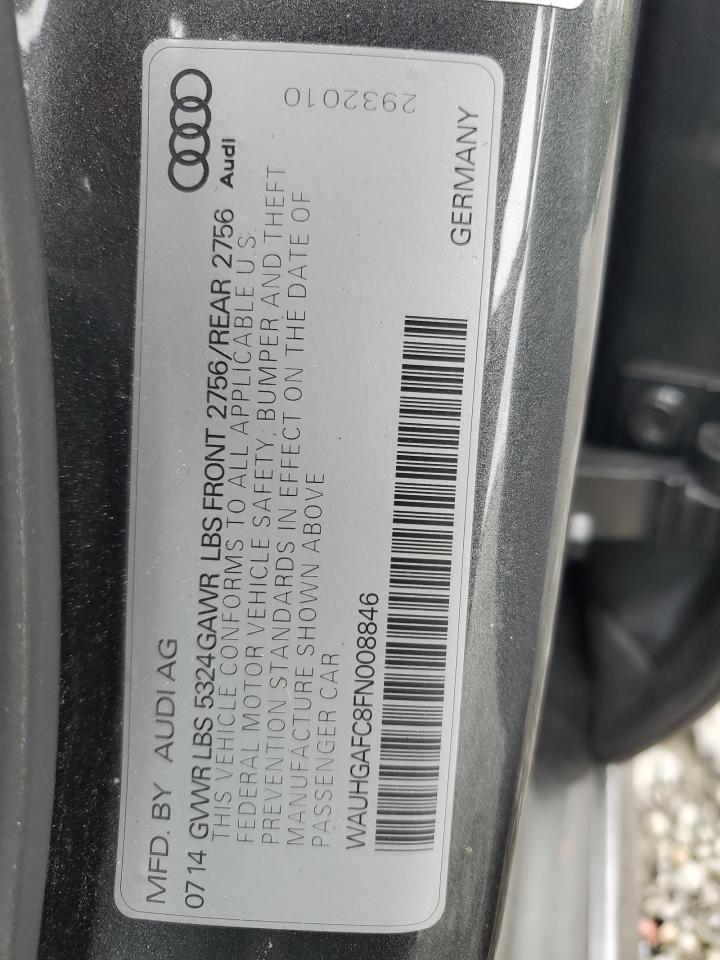 MFD. BY AUDI AG
Audi
0714 GVWR LBS 5324 GAWR LBS FRONT 2756/REAR 2756
THIS VEHICLE CONFORMS TO ALL APPLICABLE U.S.
FEDERAL MOTOR VEHICLE SAFETY, BUMPER AND THEFT
PREVENTION STANDARDS IN EFFECT ON THE DATE OF
MANUFACTURE SHOWN ABOVE
PASSENGER CAR
2932010
WAUHGAFC8FN008846
GERMANY